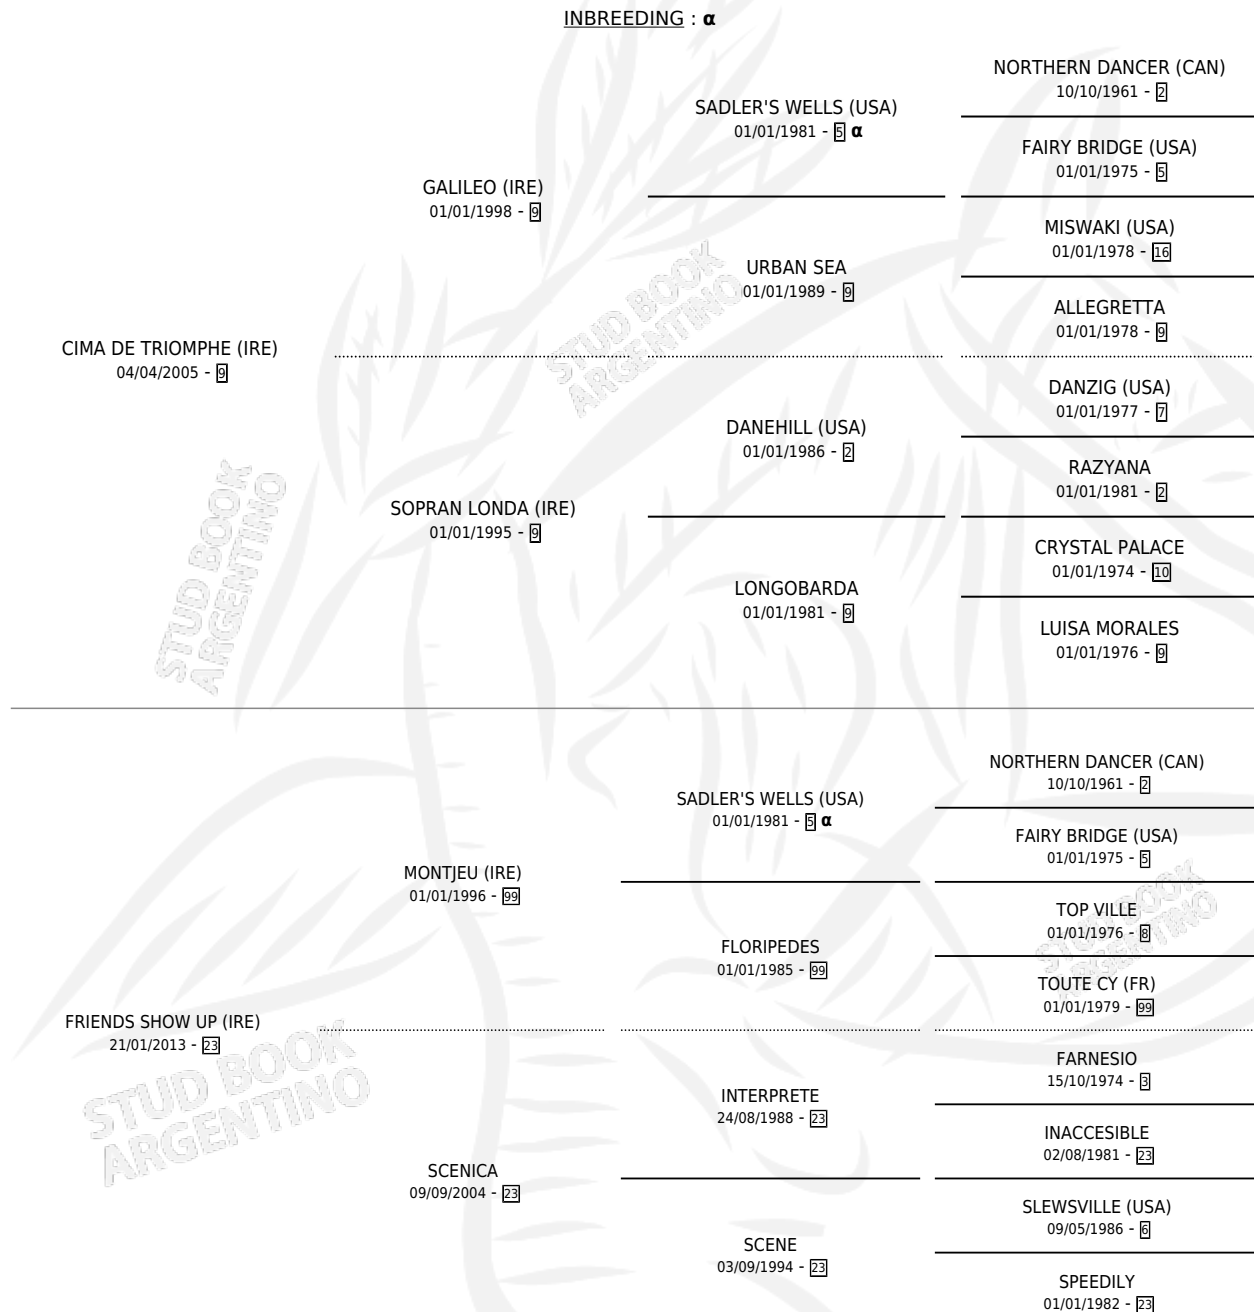 INBREEDING : α
NORTHERN DANCER (CAN)
10/10/1961 - 2
SADLER'S WELLS (USA)
01/01/1981 - 5 α
FAIRY BRIDGE (USA)
01/01/1975 - 5
GALILEO (IRE)
01/01/1998 - 9
MISWAKI (USA)
01/01/1978 - 16
URBAN SEA
01/01/1989 - 9
ALLEGRETTA
01/01/1978 - 9
CIMA DE TRIOMPHE (IRE)
04/04/2005 - 9
DANZIG (USA)
01/01/1977 - 7
DANEHILL (USA)
01/01/1986 - 2
RAZYANA
01/01/1981 - 2
SOPRAN LONDA (IRE)
01/01/1995 - 9
CRYSTAL PALACE
01/01/1974 - 10
LONGOBARDA
01/01/1981 - 9
LUISA MORALES
01/01/1976 - 9
NORTHERN DANCER (CAN)
10/10/1961 - 2
SADLER'S WELLS (USA)
01/01/1981 - 5 α
FAIRY BRIDGE (USA)
01/01/1975 - 5
MONTJEU (IRE)
01/01/1996 - 99
TOP VILLE
01/01/1976 - 8
FLORIPEDES
01/01/1985 - 99
TOUTE CY (FR)
01/01/1979 - 99
FRIENDS SHOW UP (IRE)
21/01/2013 - 23
FARNESIO
15/10/1974 - 3
INTERPRETE
24/08/1988 - 23
INACCESIBLE
02/08/1981 - 23
SCENICA
09/09/2004 - 23
SLEWSVILLE (USA)
09/05/1986 - 6
SCENE
03/09/1994 - 23
SPEEDILY
01/01/1982 - 23
STUD BOOK
ARGENTINO
STUD BOOK
ARGENTINO
STUD BOOK
ARGENTINO
STUD BOOK
ARGENTINO